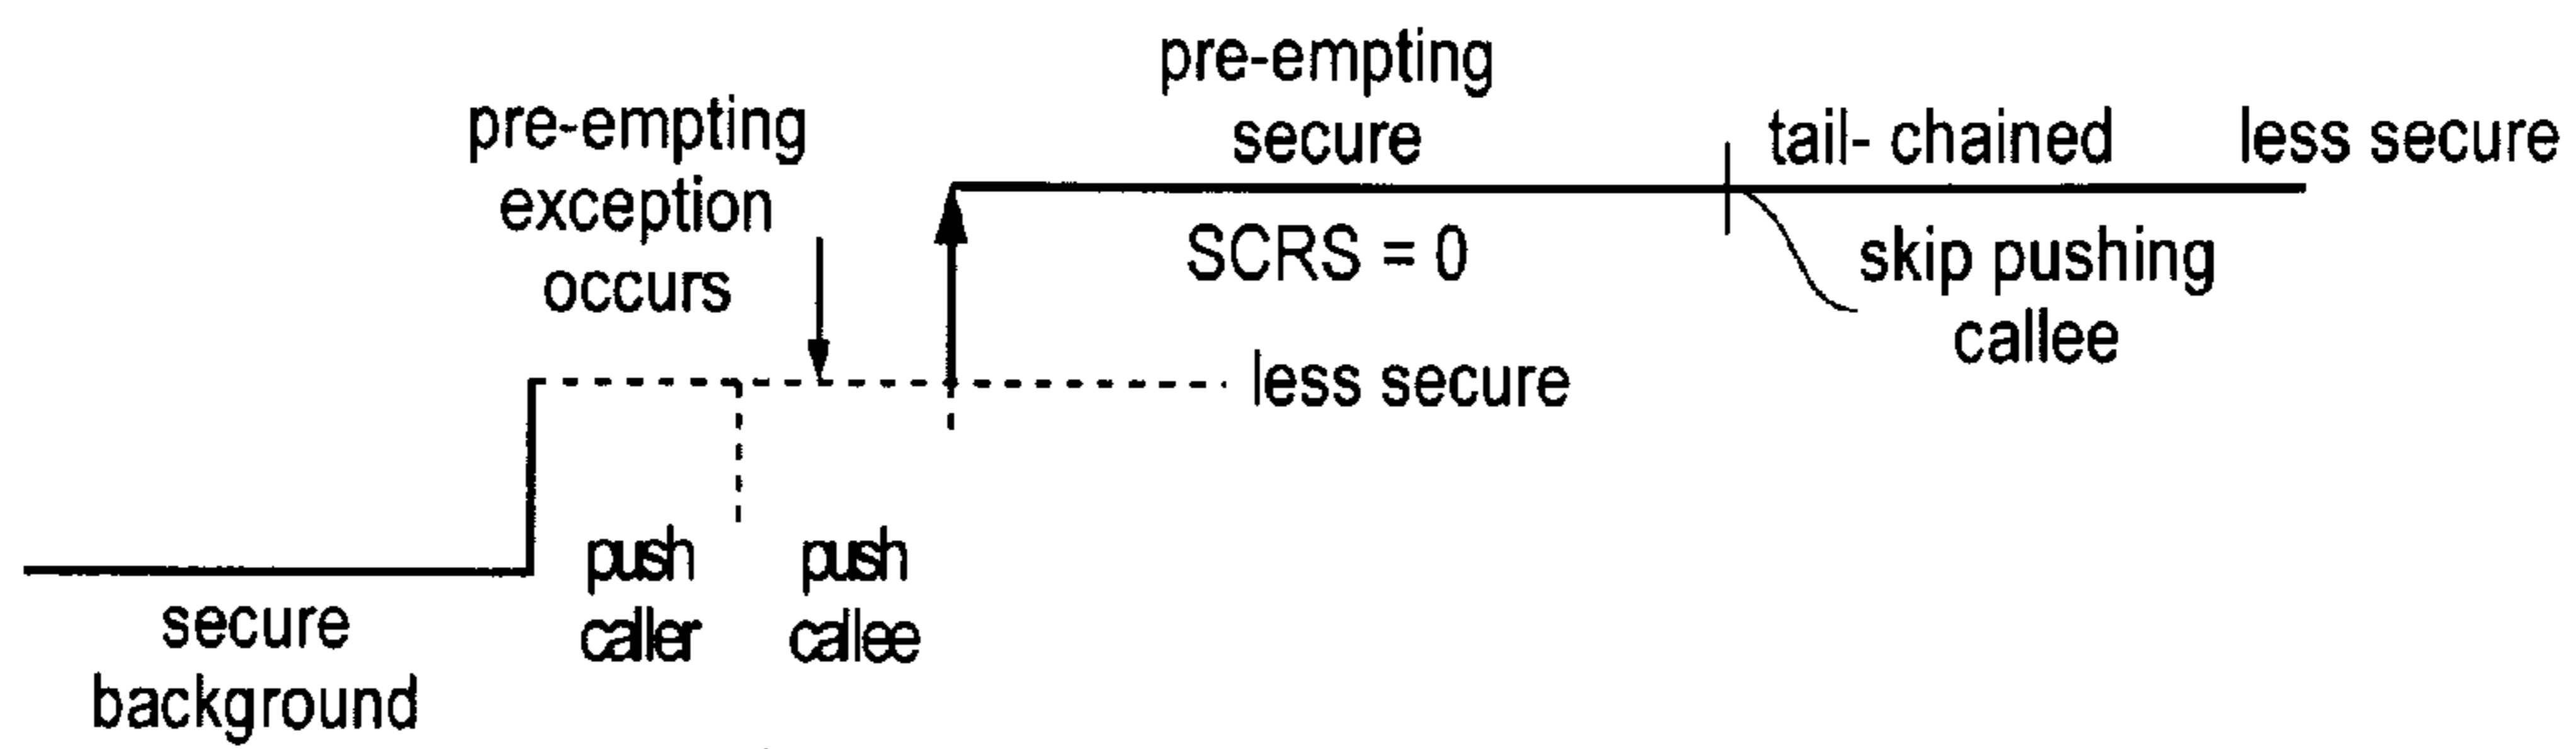 pre-empting
exception
occurs
pre-empting
secure
SCRS = 0
tail- chained
less secure
skip pushing
callee
less secure
push
caller
push
callee
secure
background